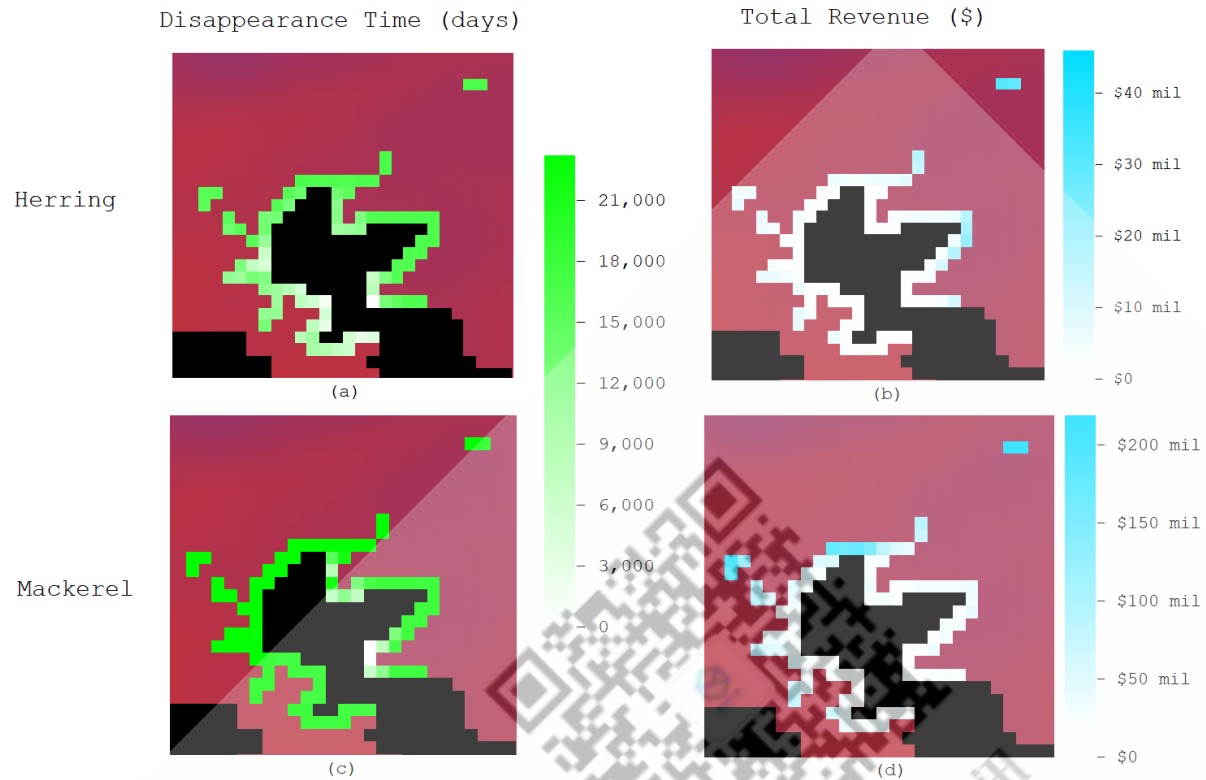 Disappearance Time (days)
Total Revenue ($)
Herring
21,000
18,000
15,000
12,000
9,000
6,000
3,000
0
$40 mil
$30 mil
$20 mil
$10 mil
$0
(a)
(b)
Mackerel
$200 mil
$150 mil
$100 mil
$50 mil
$0
(c)
(d)
讯